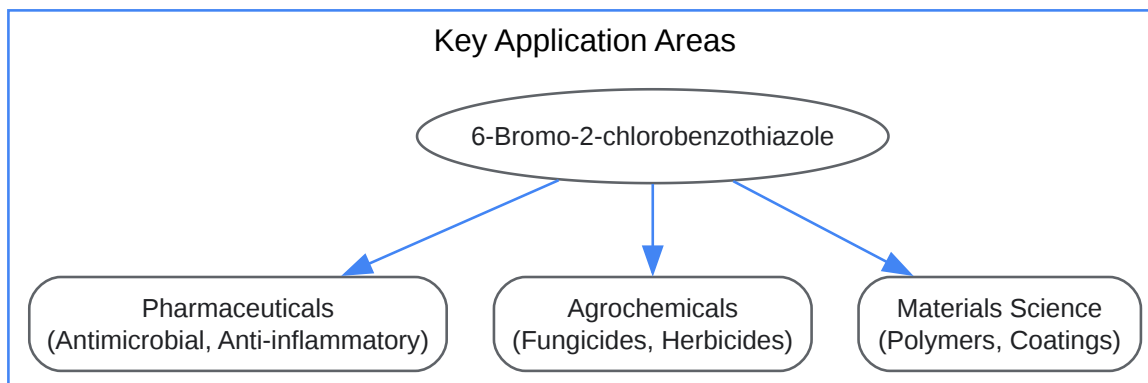 Key Application Areas
6-Bromo-2-chlorobenzothiazole
Pharmaceuticals
(Antimicrobial, Anti-inflammatory)
Agrochemicals
(Fungicides, Herbicides)
Materials Science
(Polymers, Coatings)